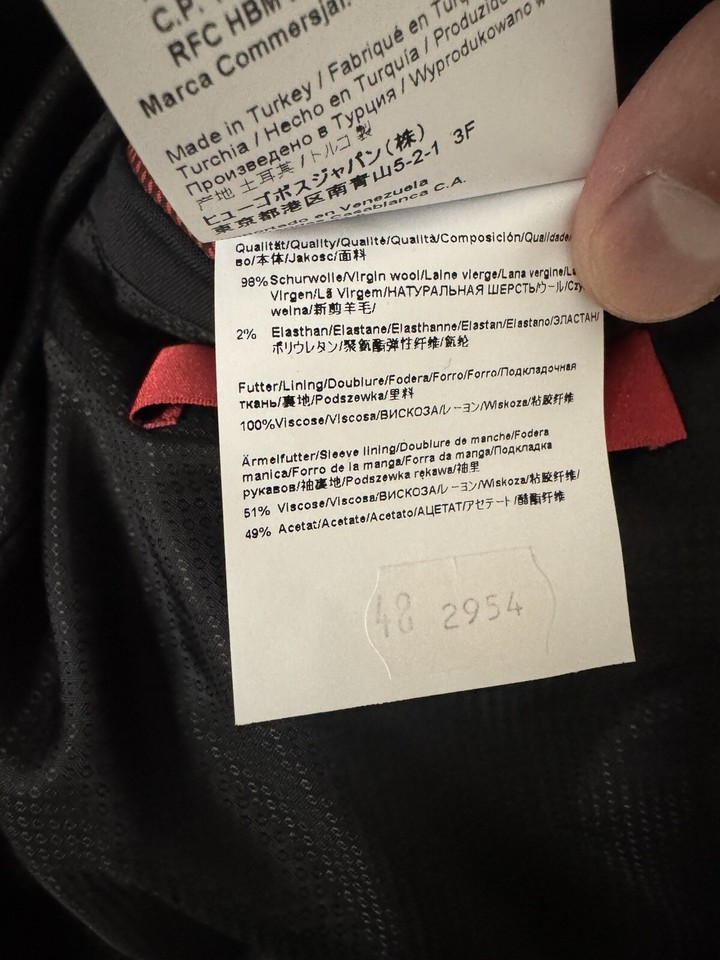 C.P.
RFC HBM
Marca Commersjal.
Made in Turkey / Fabriqué en
Turchia / Hecho en Turquía / Produzido
Произведено в Турция / Wyprodukowano w
产地 土耳其 / トルコ製
ヒューゴボスジャパン(株)
東京都港区南青山5-2-1 3F
en Venezuela
Casablanca C.A.
Qualität/Quality/Qualité/Qualità/Composición/Qualidade/
во/本体/Jakosc/面料
98% Schurwolle/Virgin wool/Laine vierge/Lana vergine/
Virgen/Lã Virgem/НАТУРАЛЬНАЯ ШЕРСТЬ/ウール/
welna/新剪羊毛/
2% Elasthan/Elastane/Elasthanne/Elastan/Elastano/ЭЛАСТАН/
ポリウレタン/聚氨酯弹性纤维/氨纶
Futter/Lining/Doublure/Fodera/Forro/Forro/Подкладочная
ткань/裏地/Podszewka/里料
100%Viscose/Viscosa/ВИСКОЗА/レーヨン/Wiskoza/粘胶纤维
Ärmelfutter/Sleeve lining/Doublure de manche/Fodera
manica/Forro de la manga/Forra da manga/Подкладка
рукавов/袖裏地/Podszewka rękawa/袖里
51% Viscose/Viscosa/ВИСКОЗА/レーヨン/Wiskoza/粘胶纤维/
49% Acetat/Acetate/Acetato/АЦЕТАТ/アセテート/醋酯纤维
48 2954